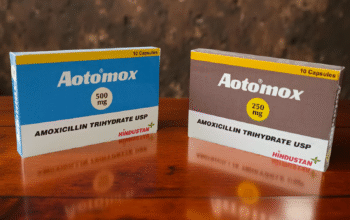 10 Capsules
Aotomox
500
mg
AMOXICILLIN TRIHYDRATE USP
HINDUSTAN
10 Capsules
Aotomox
250
mg
AMOXICILLIN TRIHYDRATE USP
HINDUSTAN